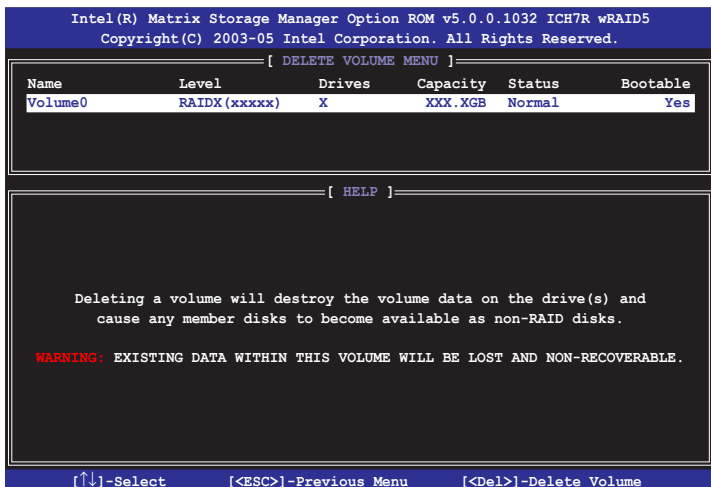 Intel(R) Matrix Storage Manager Option ROM v5.0.0.1032 ICH7R wRAID5
Copyright(C) 2003-05 Intel Corporation. All Rights Reserved.
[ DELETE VOLUME MENU ]
Name Level Drives Capacity Status Bootable
Volume0 RAIDX(xxxxx) X XXX.XGB Normal Yes
[ HELP ]
Deleting a volume will destroy the volume data on the drive(s) and
cause any member disks to become available as non-RAID disks.
WARNING: EXISTING DATA WITHIN THIS VOLUME WILL BE LOST AND NON-RECOVERABLE.
[↑↓]-Select [<ESC>]-Previous Menu [<Del>]-Delete Volume